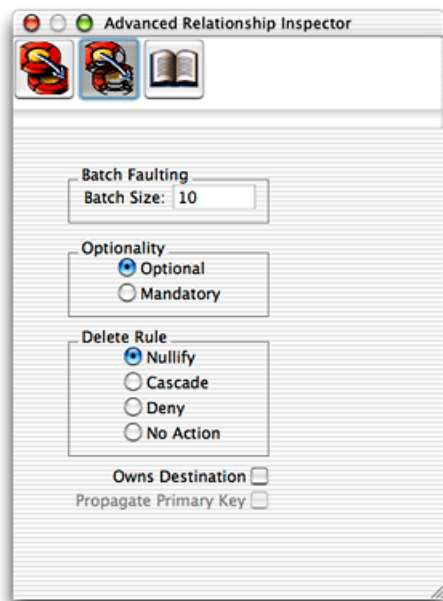 Advanced Relationship Inspector
Batch Faulting
Batch Size: 10
Optionality
Optional
Mandatory
Delete Rule
Nullify
Cascade
Deny
No Action
Owns Destination
Propagate Primary Key